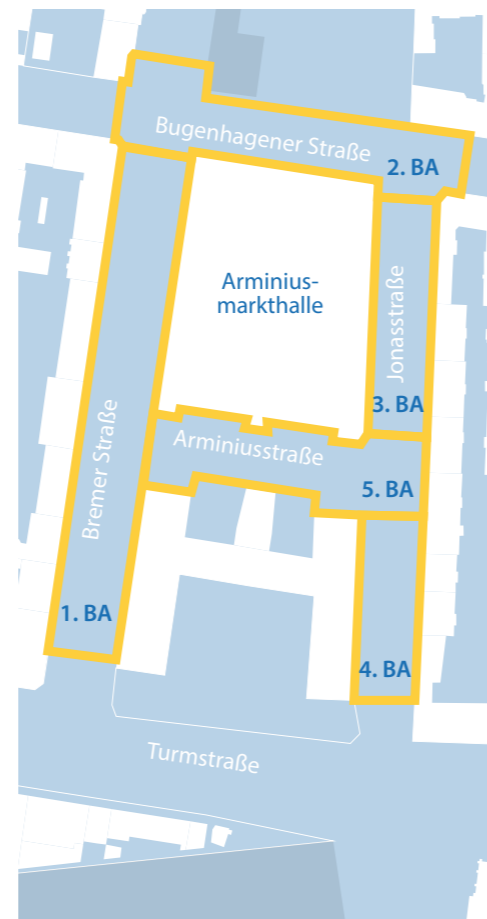 Bugenhagener Straße
2. BA
Arminius-
markthalle
Jonasstraße
3. BA
Bremer Straße
Arminiusstraße
5. BA
1. BA
4. BA
Turmstraße